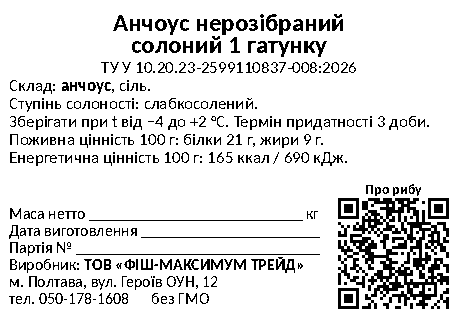 Анчоус нерозібраний
солоний 1 гатунку
ТУ У 10.20.23-2599110837-008:2026
Склад: анчоус, сіль.
Ступінь солоності: слабкосолений.
Зберігати при t від −4 до +2 °С. Термін придатності 3 доби.
Поживна цінність 100 г: білки 21 г, жири 9 г.
Енергетична цінність 100 г: 165 ккал / 690 кДж.
Про рибу
Маса нетто ____________________________ кг
Дата виготовлення ________________________
Партія № ________________________________
Виробник: ТОВ «ФІШ-МАКСИМУМ ТРЕЙД»
м. Полтава, вул. Героїв ОУН, 12
тел. 050-178-1608 без ГМО